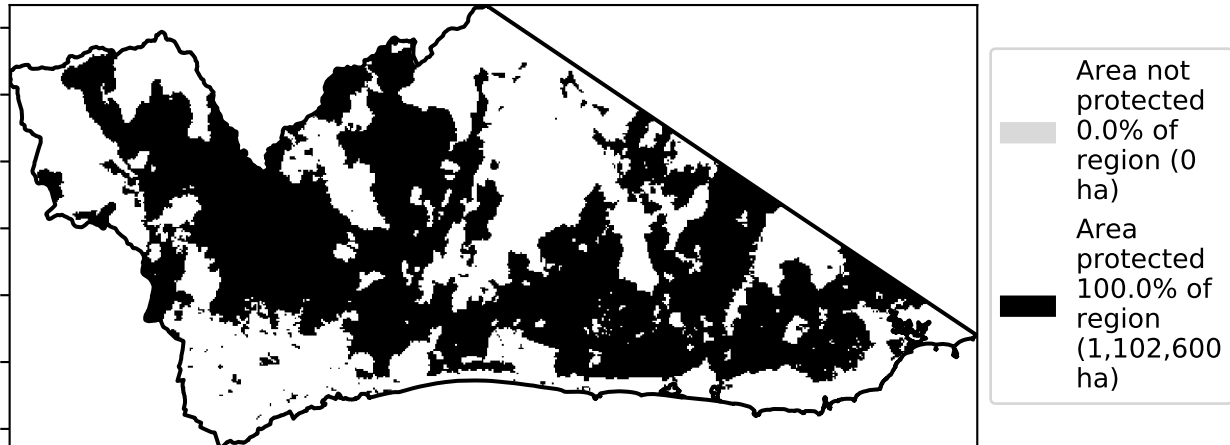 Area not
protected
0.0% of
region (0
ha)
Area
protected
100.0% of
region
(1,102,600
ha)